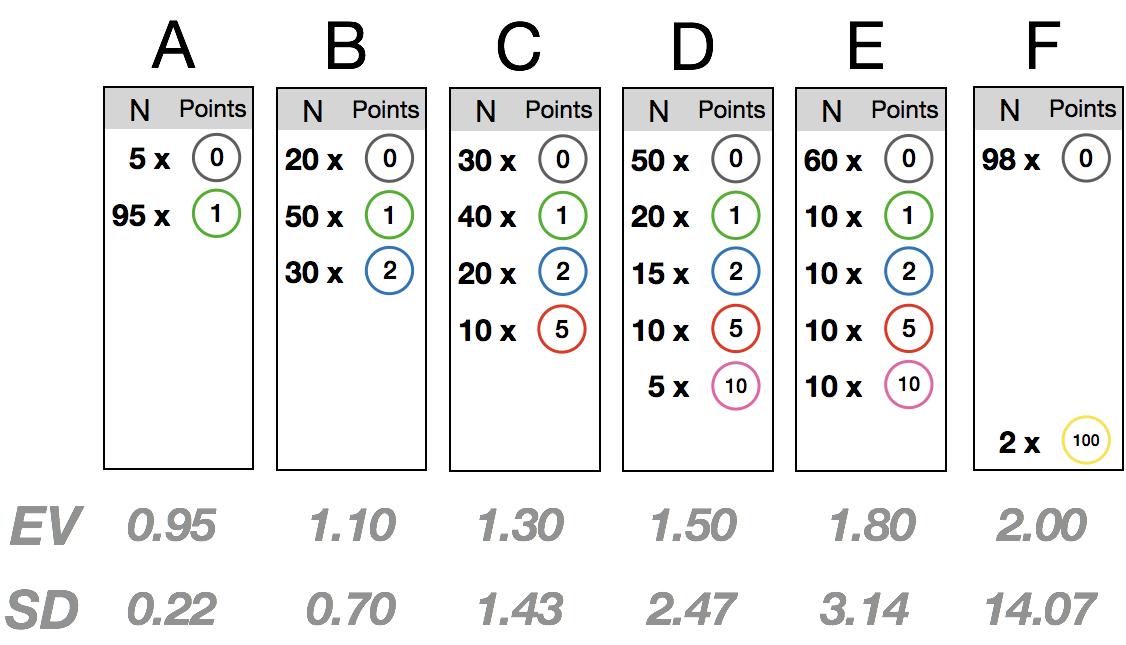 A B C D E F
N Points N Points N Points N Points N Points N Points
5 x 0 20 x 0 30 x 0 50 x 0 60 x 0 98 x 0
95 x 1 50 x 1 40 x 1 20 x 1 10 x 1
30 x 2 20 x 2 15 x 2 10 x 2
10 x 5 10 x 5 10 x 5
5 x 10 10 x 10
2 x 100
EV 0.95 1.10 1.30 1.50 1.80 2.00
SD 0.22 0.70 1.43 2.47 3.14 14.07